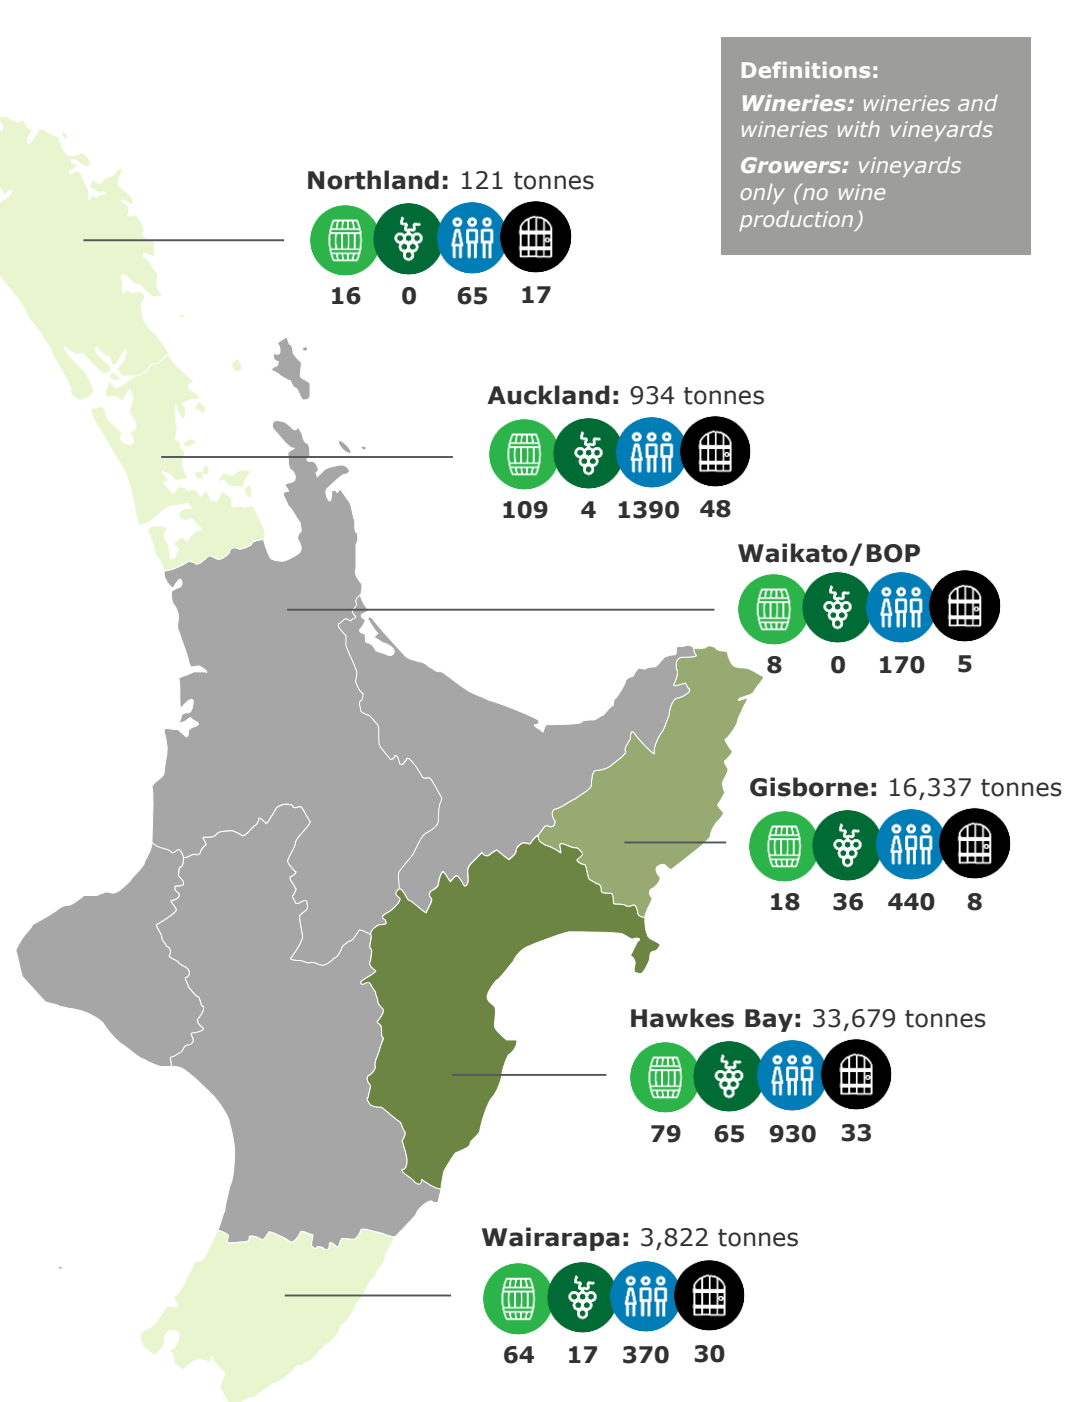 Definitions:
Wineries: wineries and
wineries with vineyards
Growers: vineyards
only (no wine
production)
Northland: 121 tonnes
16 0 65 17
Auckland: 934 tonnes
109 4 1390 48
Waikato/BOP
8 0 170 5
Gisborne: 16,337 tonnes
18 36 440 8
Hawkes Bay: 33,679 tonnes
79 65 930 33
Wairarapa: 3,822 tonnes
64 17 370 30